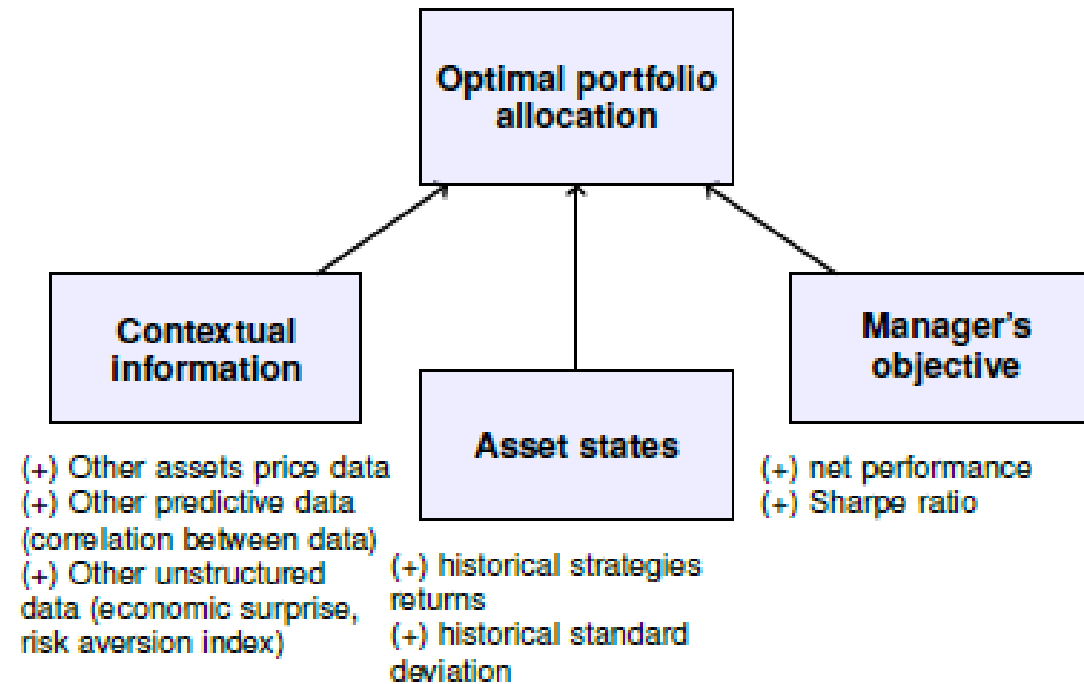 Optimal portfolio
allocation
Contextual
information
(+) Other assets price data
(+) Other predictive data
(correlation between data)
(+) Other unstructured
data (economic surprise,
risk aversion index)
Asset states
(+) historical strategies
returns
(+) historical standard
deviation
Manager's
objective
(+) net performance
(+) Sharpe ratio